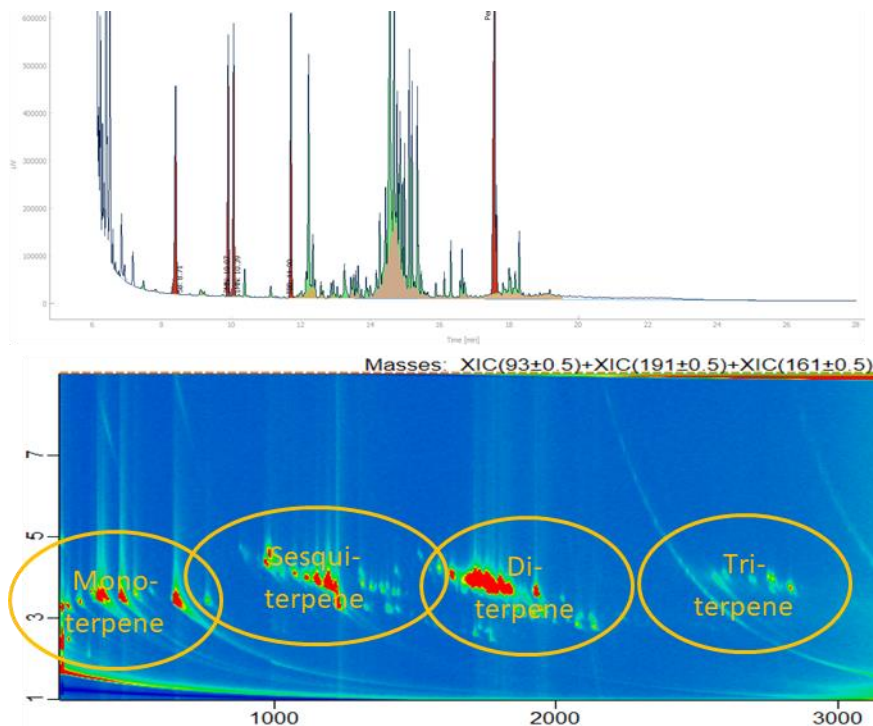 600000
500000
400000
300000
200000
100000
0
6
8
10
12
14
16
18
20
22
24
26
28
Time [min]
Masses: XIC(93±0.5)+XIC(191±0.5)+XIC(161±0.5)
7
5
3
1
Mono-
terpene
Sesqui-
terpene
Di-
terpene
Tri-
terpene
1000
2000
3000